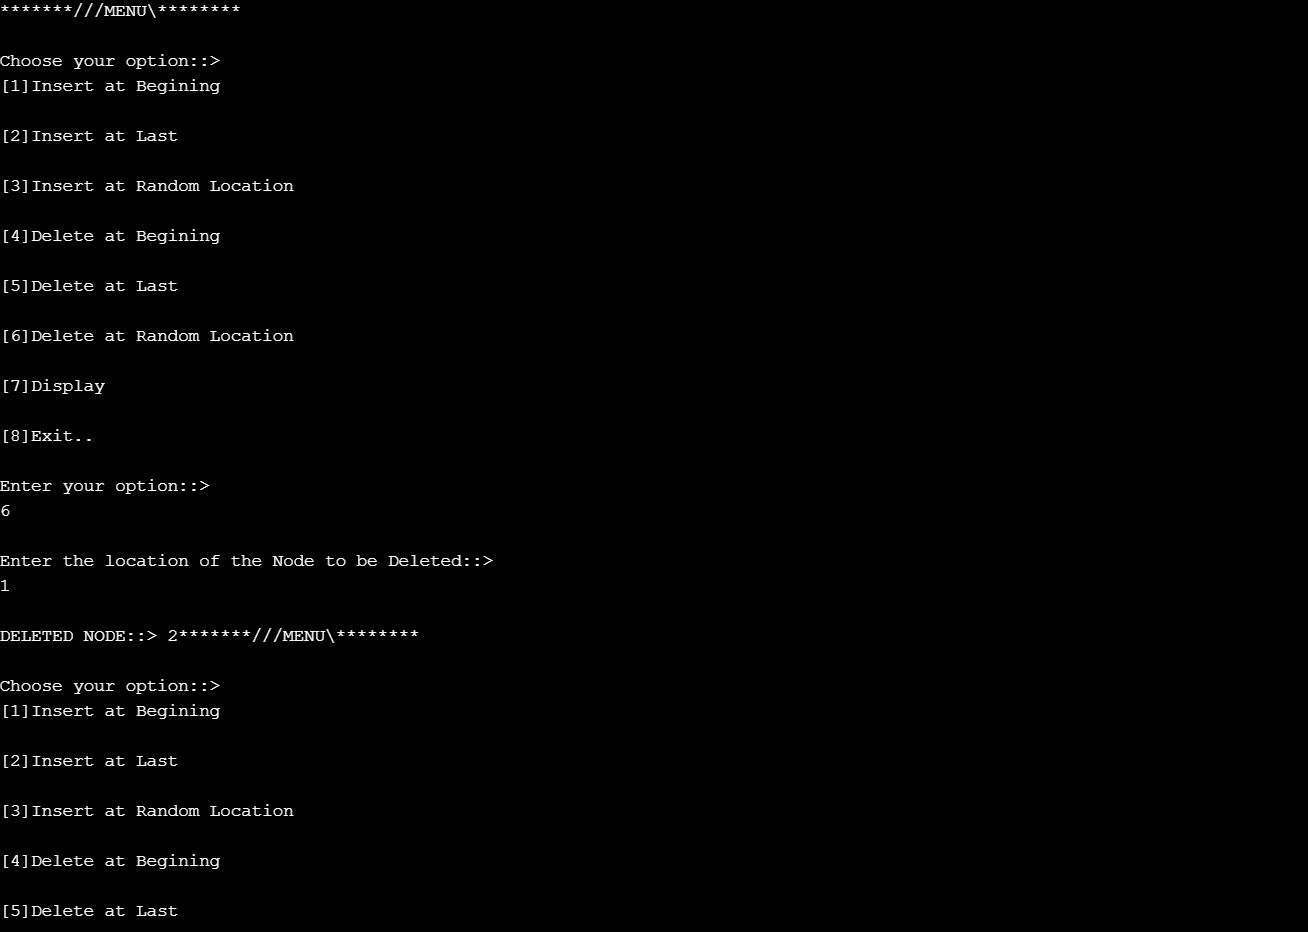 *******///MENU\********
Choose your option::>
[1]Insert at Begining
[2]Insert at Last
[3]Insert at Random Location
[4]Delete at Begining
[5]Delete at Last
[6]Delete at Random Location
[7]Display
[8]Exit..
Enter your option::>
6
Enter the location of the Node to be Deleted::>
1
DELETED NODE::> 2*******///MENU\********
Choose your option::>
[1]Insert at Begining
[2]Insert at Last
[3]Insert at Random Location
[4]Delete at Begining
[5]Delete at Last